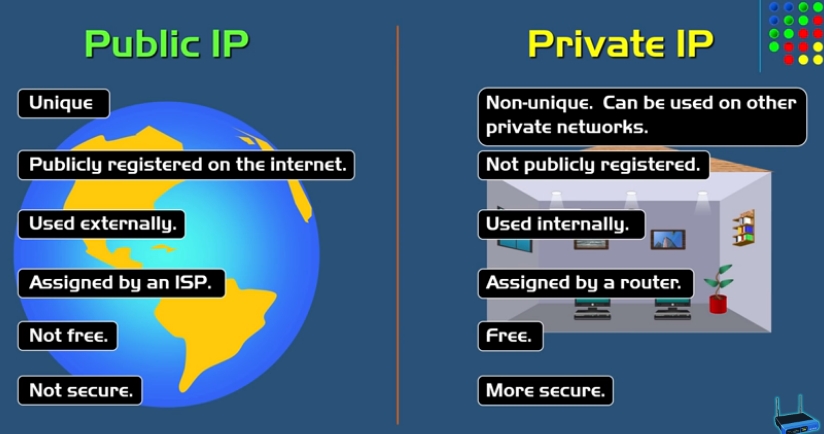 Public IP
Unique
Publicly registered on the internet.
Used externally.
Assigned by an ISP.
Not free.
Not secure.
Private IP
Non-unique. Can be used on other
private networks.
Not publicly registered.
Used internally.
Assigned by a router.
Free.
More secure.